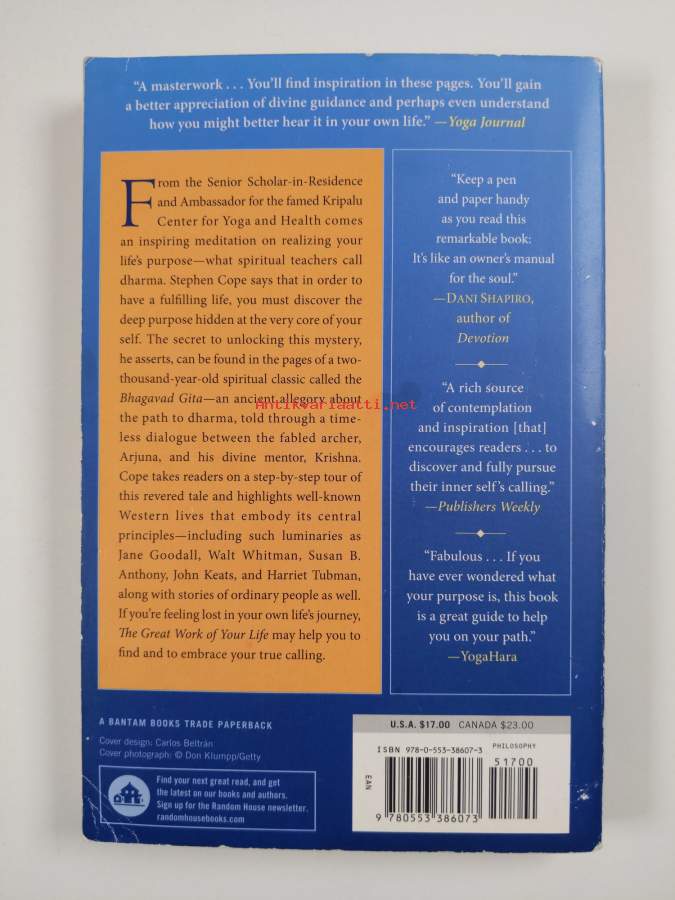 “A masterwork . . . You’ll find inspiration in these pages. You’ll gain
a better appreciation of divine guidance and perhaps even understand
how you might better hear it in your own life.” —Yoga Journal
From the Senior Scholar-in-Residence
and Ambassador for the famed Kripalu
Center for Yoga and Health comes
an inspiring meditation on realizing your
life’s purpose—what spiritual teachers call
dharma. Stephen Cope says that in order to
have a fulfilling life, you must discover the
deep purpose hidden at the very core of your
self. The secret to unlocking this mystery,
he asserts, can be found in the pages of a two-
thousand-year-old spiritual classic called the
Bhagavad Gita—an ancient allegory about
the path to dharma, told through a time-
less dialogue between the fabled archer,
Arjuna, and his divine mentor, Krishna.
Cope takes readers on a step-by-step tour of
this revered tale and highlights well-known
Western lives that embody its central
principles—including such luminaries as
Jane Goodall, Walt Whitman, Susan B.
Anthony, John Keats, and Harriet Tubman,
along with stories of ordinary people as well.
If you’re feeling lost in your own life’s journey,
The Great Work of Your Life may help you to
find and to embrace your true calling.
“Keep a pen
and paper handy
as you read this
remarkable book:
It’s like an owner’s manual
for the soul.”
—DANI SHAPIRO,
author of
Devotion
“A rich source
of contemplation
and inspiration [that]
encourages readers . . . to
discover and fully pursue
their inner self’s calling.”
—Publishers Weekly
“Fabulous . . . If you
have ever wondered what
your purpose is, this book
is a great guide to help
you on your path.”
—YogaHara
Antikvariaatti.net
A BANTAM BOOKS TRADE PAPERBACK
Cover design: Carlos Beltrán
Cover photograph: © Don Klumpp/Getty
Find your next great read, and get
the latest on our books and authors.
Sign up for the Random House newsletter.
randomhousebooks.com
U.S.A. $17.00 CANADA $23.00
ISBN 978-0-553-38607-3
PHILOSOPHY
51700
EAN
9 780553 386073